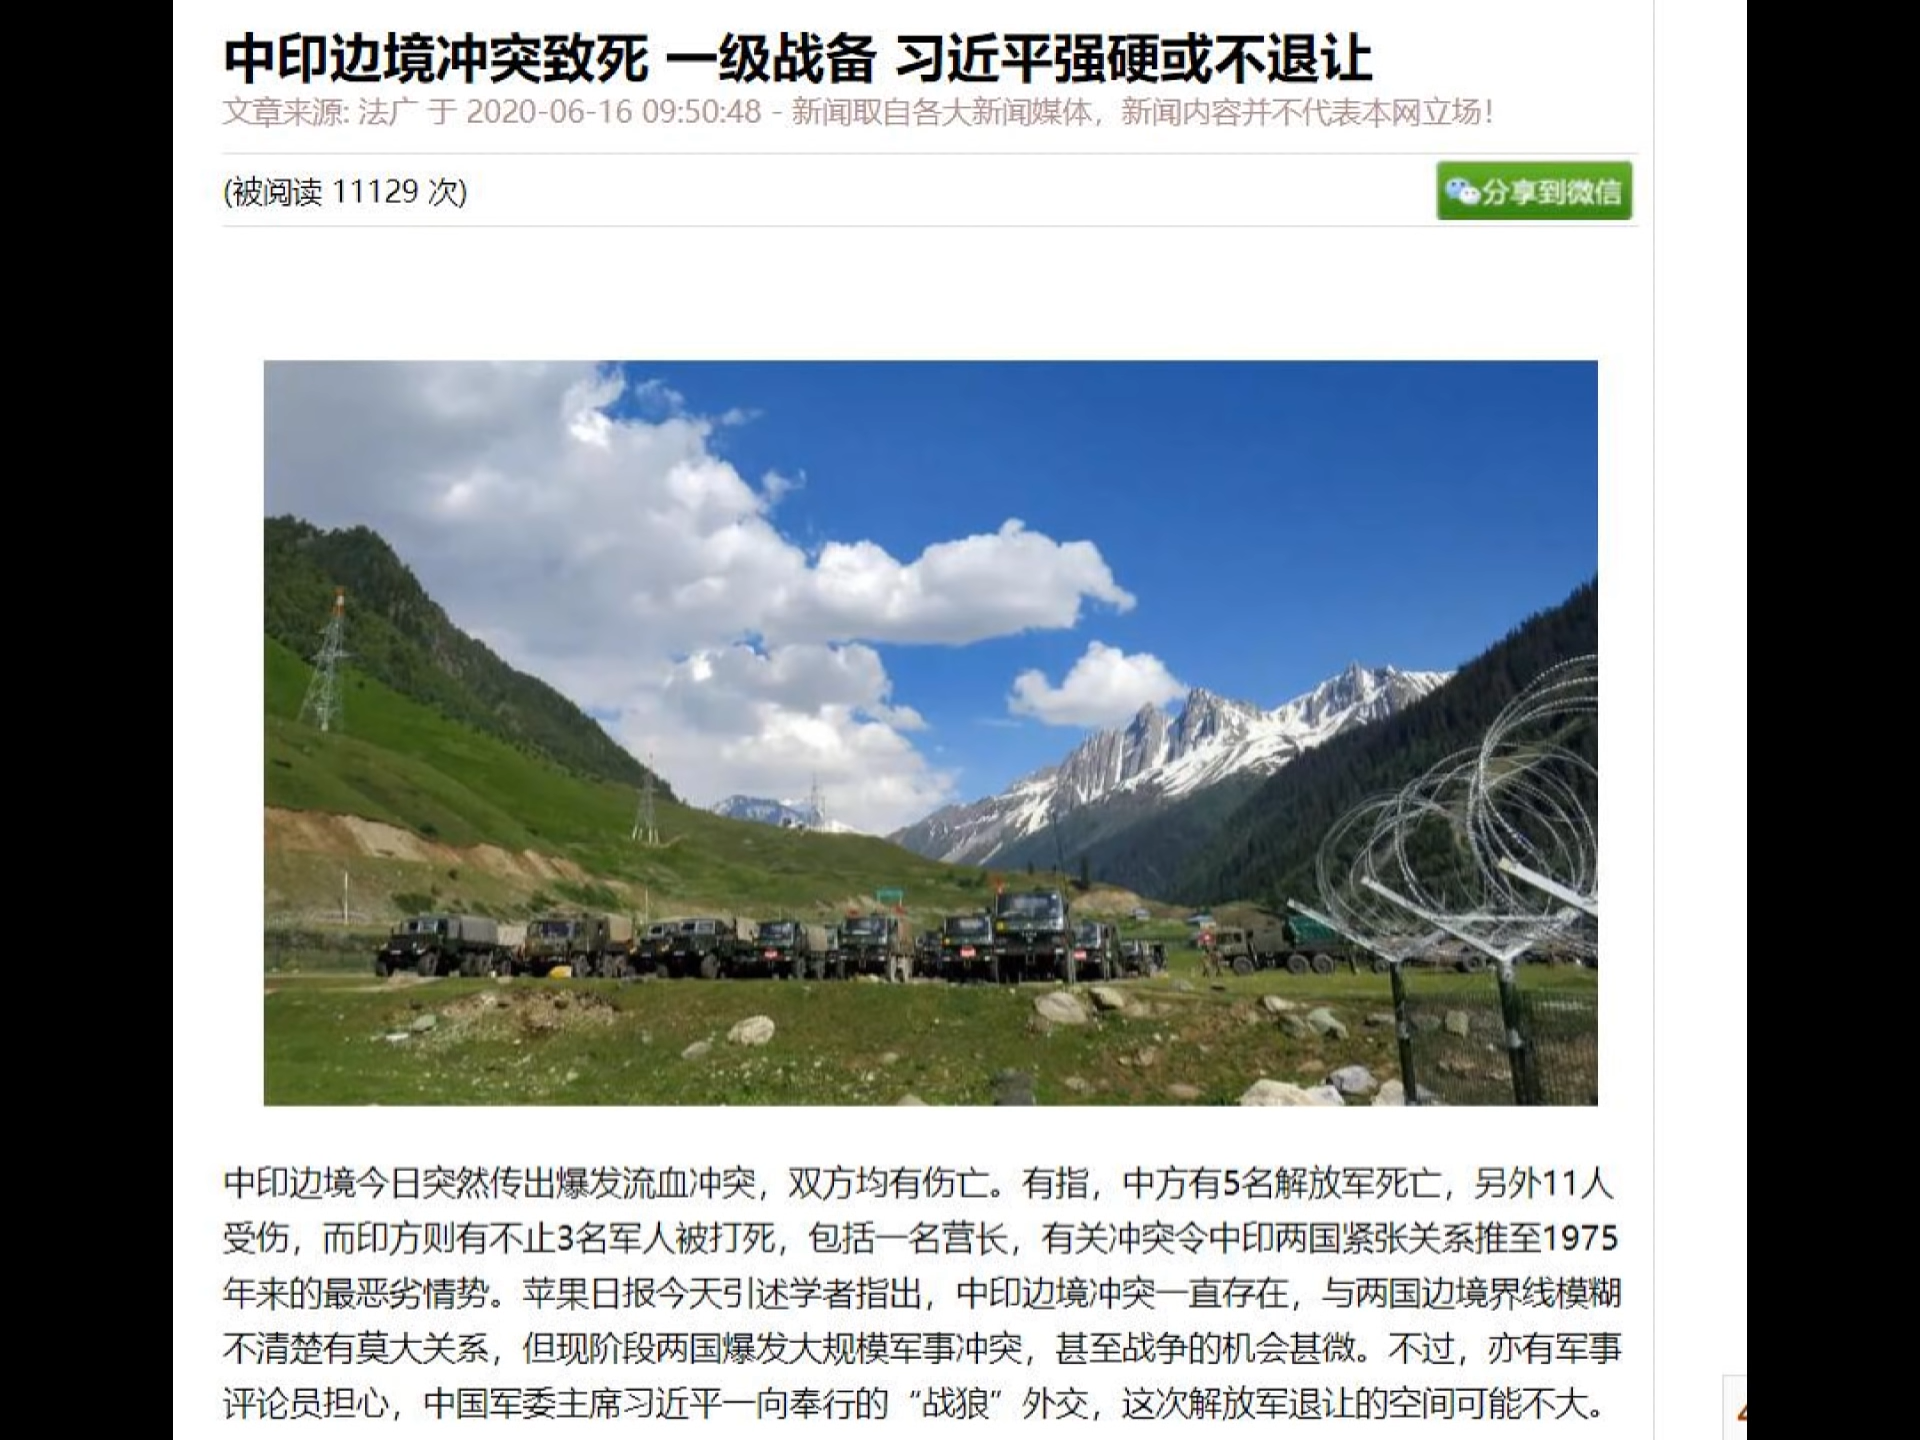 中印边境冲突致死 一级战备 习近平强硬或不退让
文章来源: 法广 于 2020-06-16 09:50:48 - 新闻取自各大新闻媒体，新闻内容并不代表本网立场！
(被阅读 11129 次)
分享到微信
中印边境今日突然传出爆发流血冲突，双方均有伤亡。有指，中方有5名解放军死亡，另外11人
受伤，而印方则有不止3名军人被打死，包括一名营长，有关冲突令中印两国紧张关系推至1975
年来的最恶劣情势。苹果日报今天引述学者指出，中印边境冲突一直存在，与两国边境界线模糊
不清楚有莫大关系，但现阶段两国爆发大规模军事冲突，甚至战争的机会甚微。不过，亦有军事
评论员担心，中国军委主席习近平一向奉行的“战狼”外交，这次解放军退让的空间可能不大。